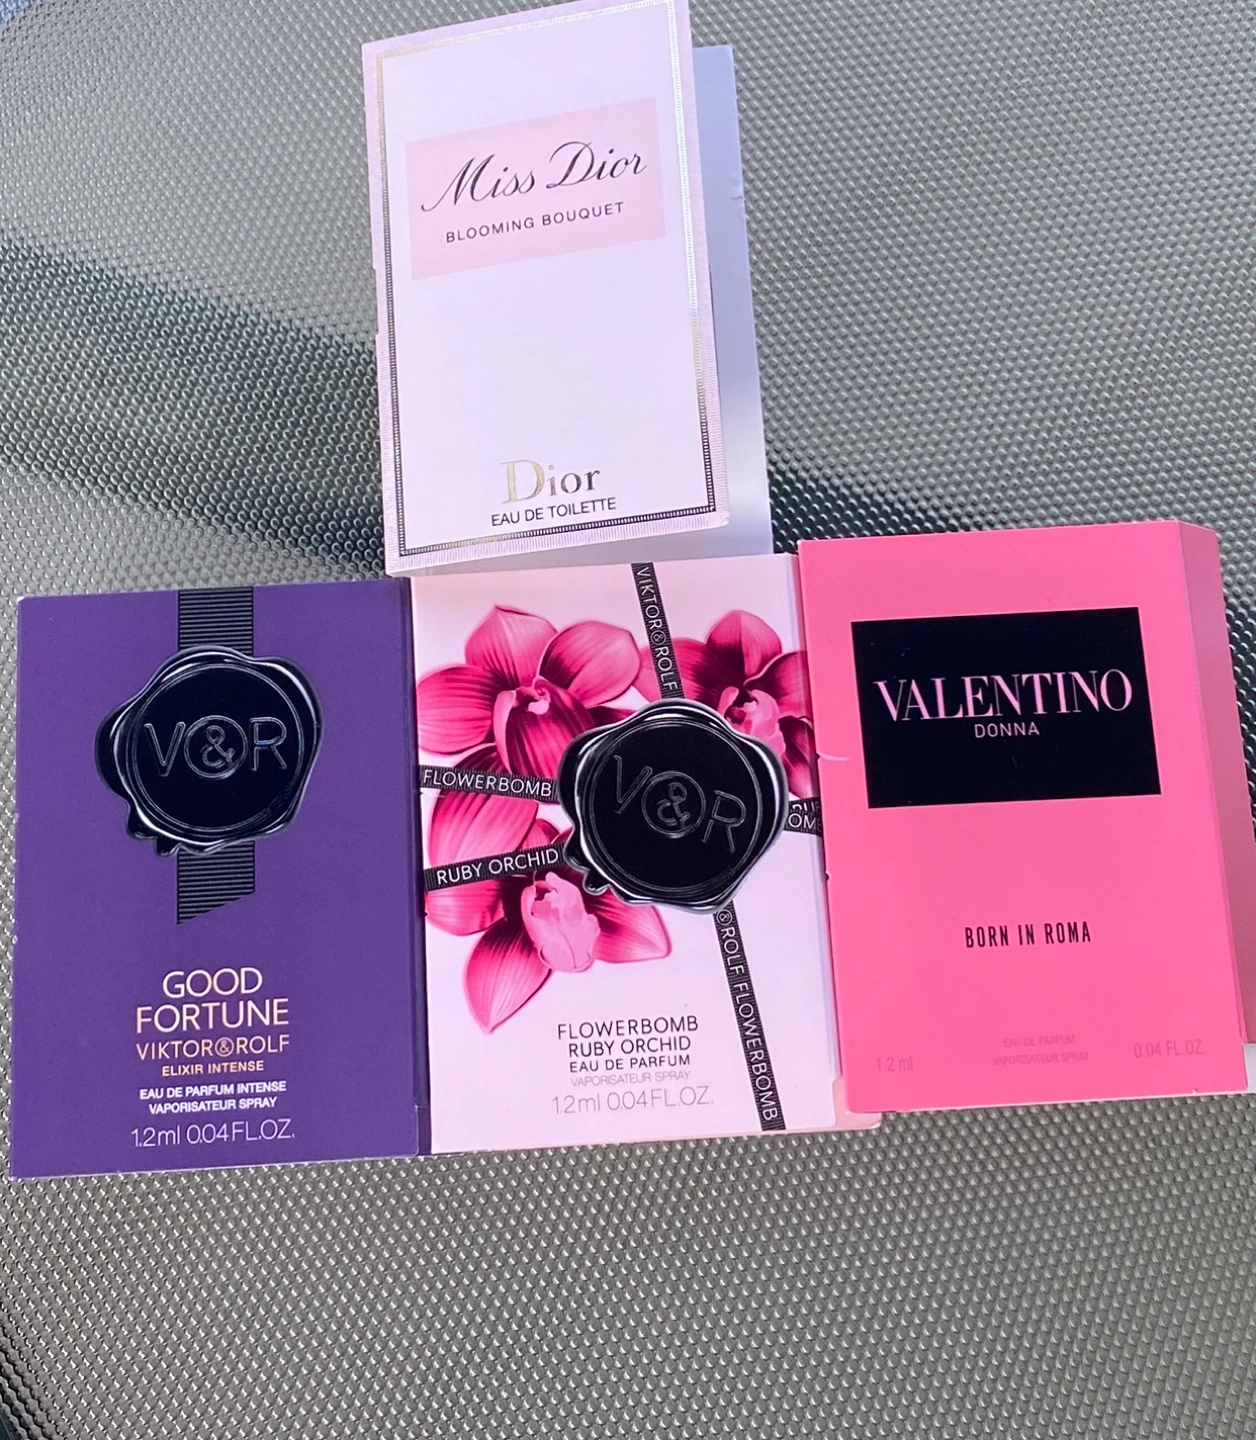 Miss Dior
BLOOMING BOUQUET
Dior
EAU DE TOILETTE
V&R
GOOD
FORTUNE
VIKTOR&ROLF
ELIXIR INTENSE
EAU DE PARFUM INTENSE
VAPORISATEUR SPRAY
1.2ml 0.04FL.OZ.
VIKTOR&ROLF
FLOWERBOMB
RUBY ORCHID
V&R
&ROLF FLOWERBOMB
FLOWERBOMB
RUBY ORCHID
EAU DE PARFUM
VAPORISATEUR SPRAY
1.2ml 0.04FL.OZ.
VALENTINO
DONNA
BORN IN ROMA
EAU DE PARFUM
VAPORISATEUR SPRAY
1.2 ml
0.04 FL.OZ.